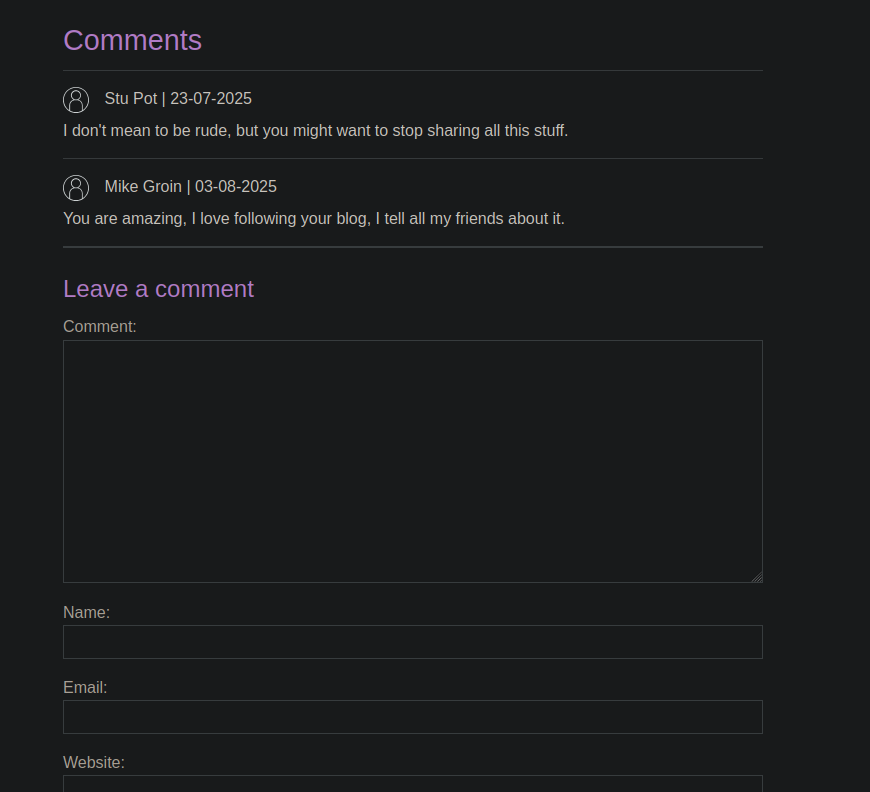 Comments
Stu Pot | 23-07-2025
I don't mean to be rude, but you might want to stop sharing all this stuff.
Mike Groin | 03-08-2025
You are amazing, I love following your blog, I tell all my friends about it.
Leave a comment
Comment:
Name:
Email:
Website: